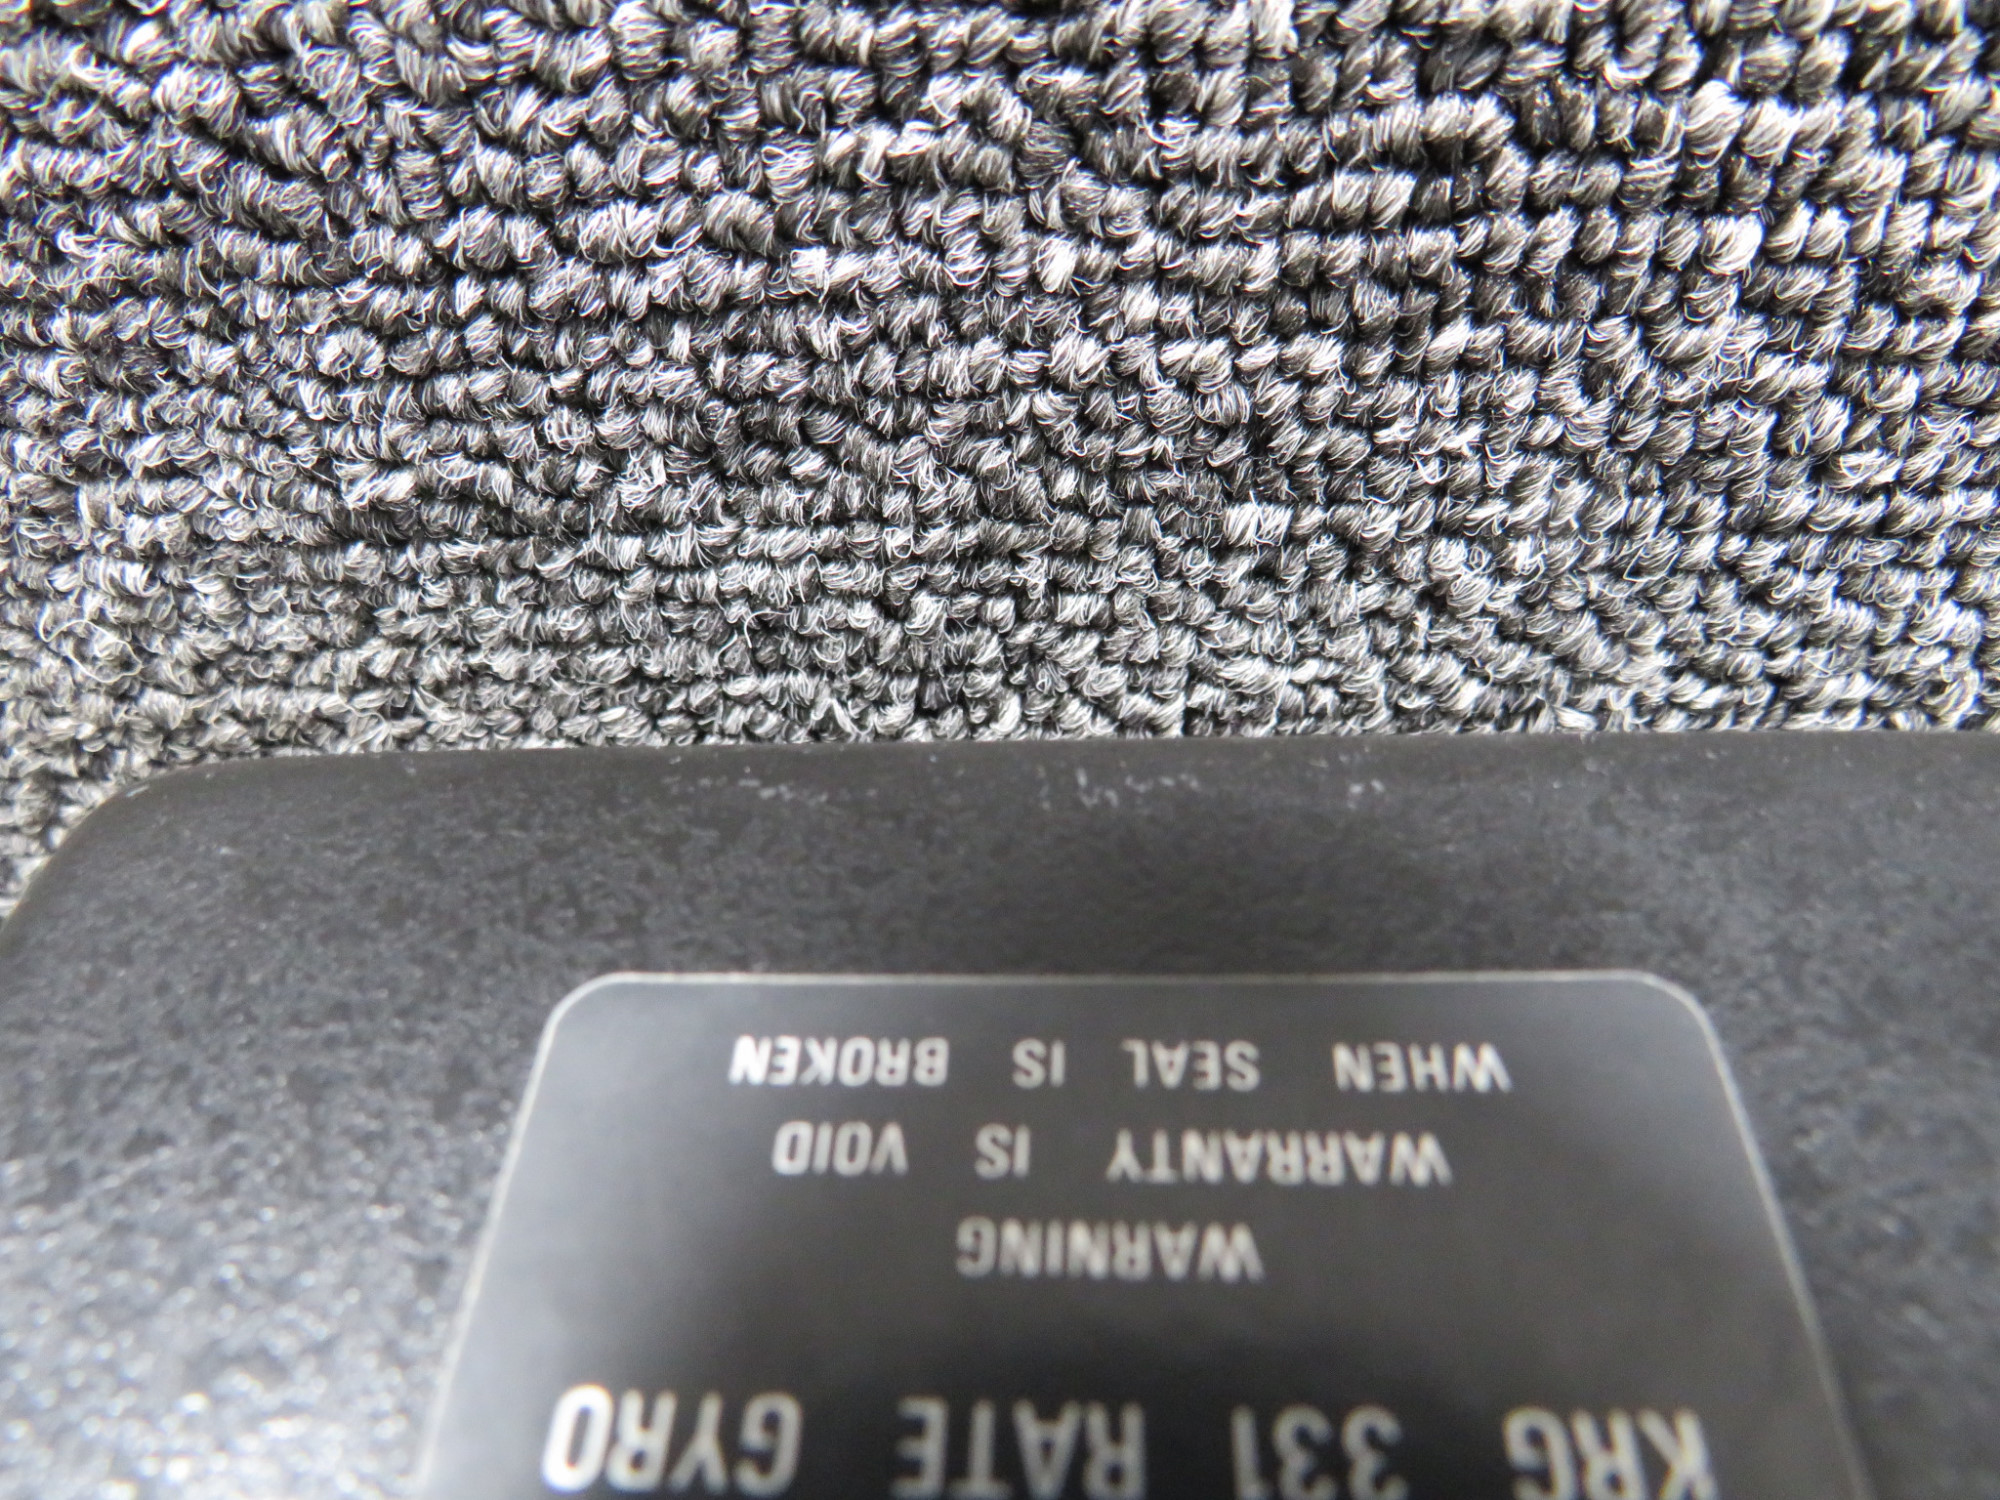 KRG 331 RATE GYRO
WARNING
WARRANTY IS VOID
WHEN SEAL IS BROKEN